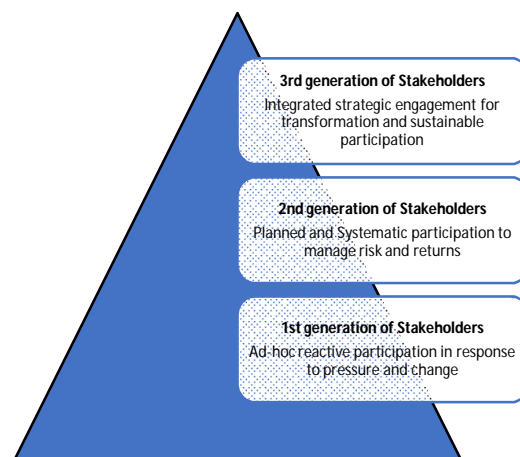 3rd generation of Stakeholders
Integrated strategic engagement for
transformation and sustainable
participation
2nd generation of Stakeholders
Planned and Systematic participation to
manage risk and returns
1st generation of Stakeholders
Ad-hoc reactive participation in response
to pressure and change